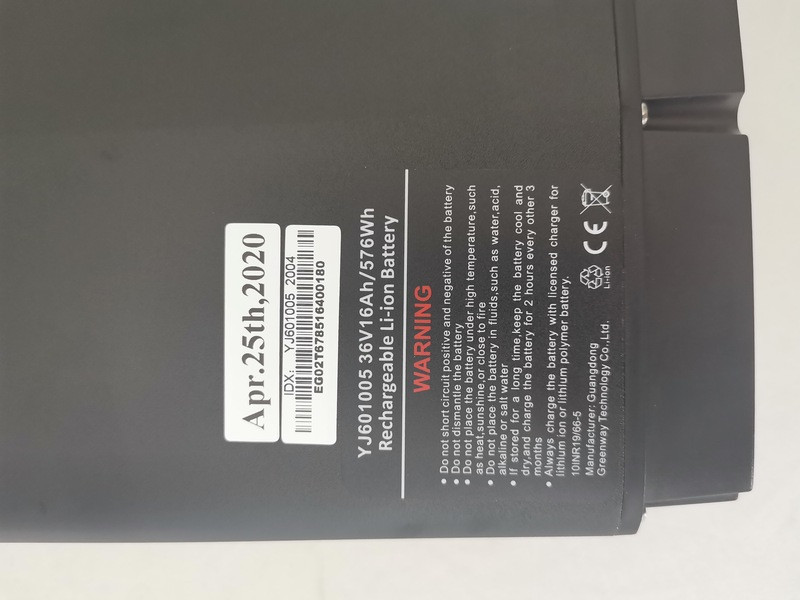 Apr.25th,2020
IDX: YJ601005 2004
EG02T678516400180
YJ601005 36V16Ah/576Wh
Rechargeable Li-ion Battery
WARNING
• Do not short circuit positive and negative of the battery
• Do not dismantle the battery
• Do not place the battery under high temperature,such
as heat,sunshine,or close to fire
• Do not place the battery in fluids,such as water,acid,
alkaline or salt water
• If stored for a long time,keep the battery cool and
dry,and charge the battery for 2 hours every other 3
months
• Always charge the battery with licensed charger for
lithium ion or lithium polymer battery.
10INR19/66-5
Manufacturer: Guangdong
Greenway Technology Co.,Ltd.
Li-ion
CE